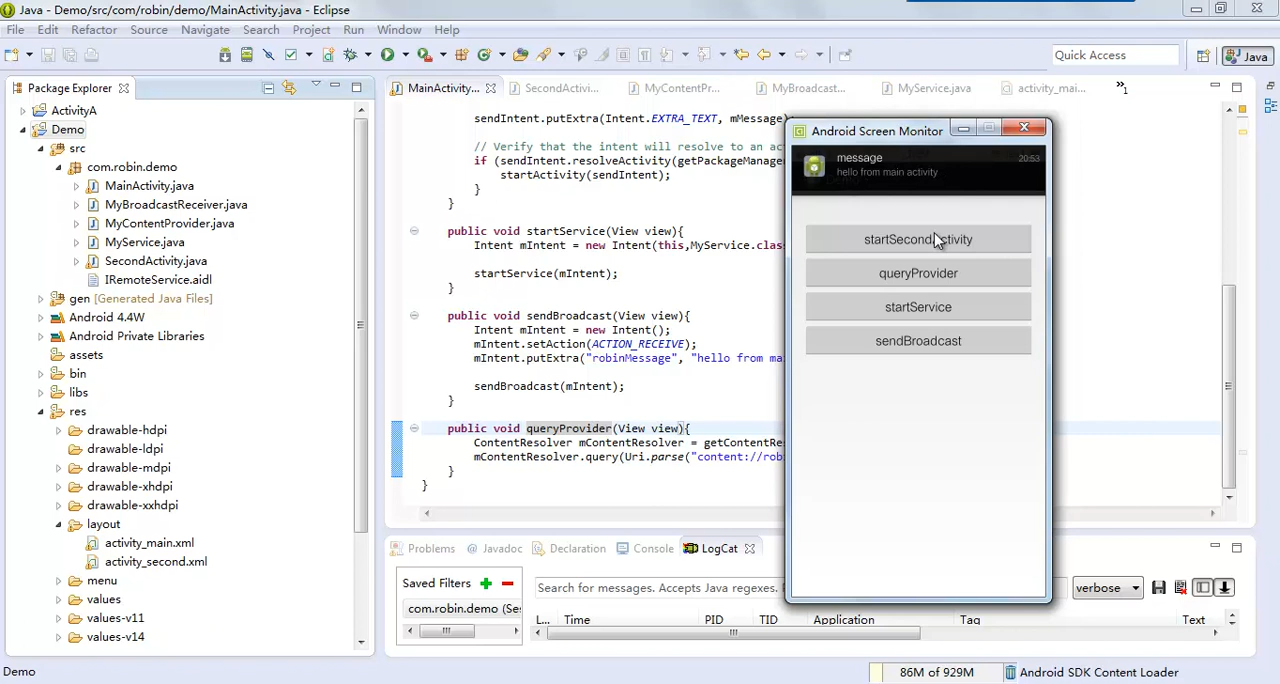 Java - Demo/src/com/robin/demo/MainActivity.java - Eclipse
File Edit Refactor Source Navigate Search Project Run Window Help
Quick Access
Java
Package Explorer
ActivityA
Demo
src
com.robin.demo
MainActivity.java
MyBroadcastReceiver.java
MyContentProvider.java
MyService.java
SecondActivity.java
IRemoteService.aidl
gen [Generated Java Files]
Android 4.4W
Android Private Libraries
assets
bin
libs
res
drawable-hdpi
drawable-ldpi
drawable-mdpi
drawable-xhdpi
drawable-xxhdpi
layout
activity_main.xml
activity_second.xml
menu
values
values-v11
values-v14
MainActivity... SecondActivi... MyContentPr... MyBroadcast... MyService.java activity_mai... »1
sendIntent.putExtra(Intent.EXTRA_TEXT, mMessage);
// Verify that the intent will resolve to an ac
if (sendIntent.resolveActivity(getPackageManage
startActivity(sendIntent);
}
}
public void startService(View view){
Intent mIntent = new Intent(this,MyService.class
startService(mIntent);
}
public void sendBroadcast(View view){
Intent mIntent = new Intent();
mIntent.setAction(ACTION_RECEIVE);
mIntent.putExtra("robinMessage", "hello from ma
sendBroadcast(mIntent);
}
public void queryProvider(View view){
ContentResolver mContentResolver = getContentRes
mContentResolver.query(Uri.parse("content://rob
}
}
Android Screen Monitor
message 20:53
hello from main activity
startSecondActivity
queryProvider
startService
sendBroadcast
Problems Javadoc Declaration Console LogCat
Saved Filters
com.robin.demo (Ses
Search for messages. Accepts Java regexes.
verbose
L... Time PID TID Application Tag Text
Demo
86M of 929M
Android SDK Content Loader